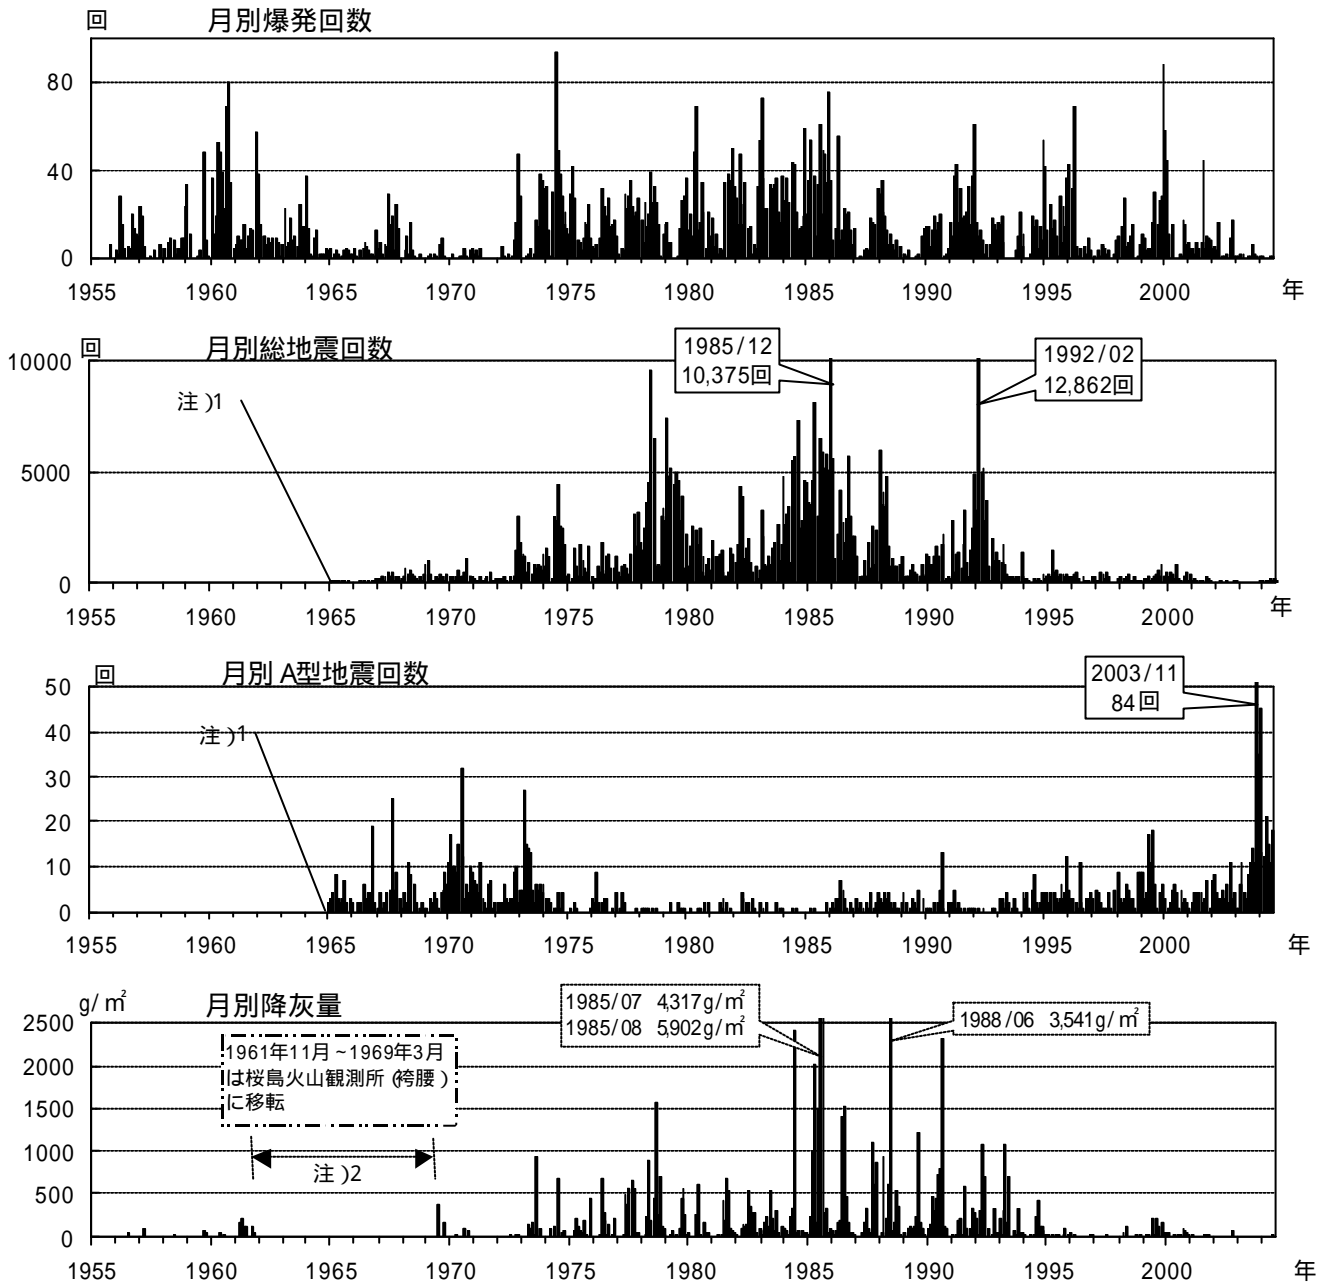 回 月別爆発回数
80
40
0
1955 1960 1965 1970 1975 1980 1985 1990 1995 2000 年
回 月別総地震回数
10000
5000
0
注)1
1985/12
10,375回
1992/02
12,862回
1955 1960 1965 1970 1975 1980 1985 1990 1995 2000 年
回 月別 A型地震回数
50
40
30
20
10
0
注)1
2003/11
84回
1955 1960 1965 1970 1975 1980 1985 1990 1995 2000 年
g/㎡ 月別降灰量
2500
2000
1500
1000
500
0
1961年11月~1969年3月
は桜島火山観測所(袴腰)
に移転
注)2
1985/07 4,317g/㎡
1985/08 5,902g/㎡
1988/06 3,541g/㎡
1955 1960 1965 1970 1975 1980 1985 1990 1995 2000 年